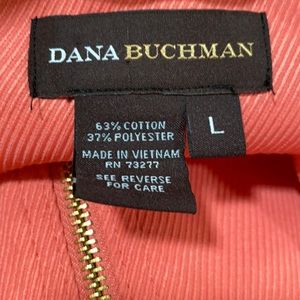 DANA BUCHMAN
L
63% COTTON
37% POLYESTER
MADE IN VIETNAM
RN 73277
SEE REVERSE
FOR CARE